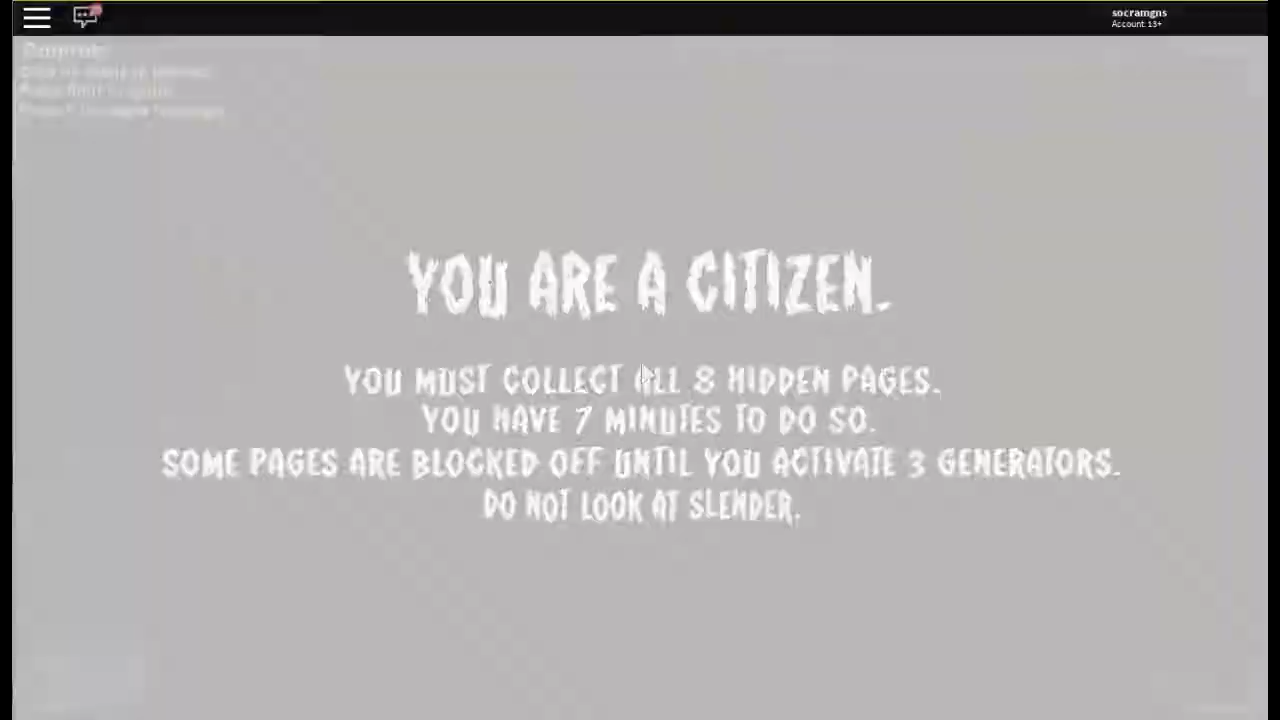 socramgns
Account: 13+
YOU ARE A CITIZEN.
YOU MUST COLLECT ALL 8 HIDDEN PAGES.
YOU HAVE 7 MINUTES TO DO SO.
SOME PAGES ARE BLOCKED OFF UNTIL YOU ACTIVATE 3 GENERATORS.
DO NOT LOOK AT SLENDER.